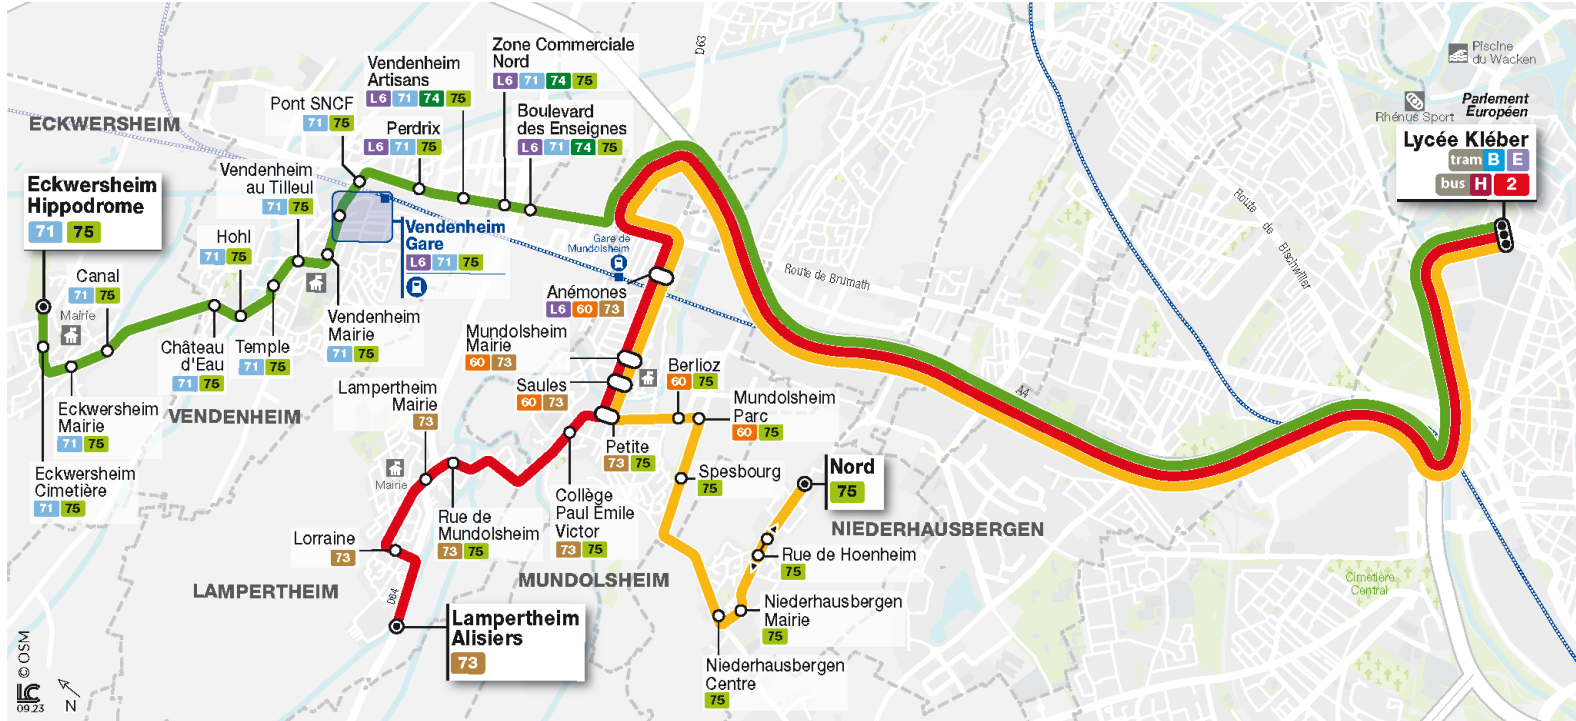 ECKWERSHEIM
Eckwersheim
Hippodrome
71 75
Canal
71 75
Mairie
Eckwersheim
Mairie
71 75
Eckwersheim
Cimetière
71 75
Château
d'Eau
71 75
Hohl
71 75
Temple
71 75
Vendenheim
au Tilleul
71 75
Vendenheim
Mairie
71 75
VENDENHEIM
Pont SNCF
71 75
Vendenheim
Gare
L6 71 75
Perdrix
L6 71 75
Vendenheim
Artisans
L6 71 74 75
Zone Commerciale
Nord
L6 71 74 75
Boulevard
des Enseignes
L6 71 74 75
D63
Gare de
Mundolsheim
Anémones
L6 60 73
Mundolsheim
Mairie
60 73
Saules
60 73
Petite
73 75
Berlioz
60 75
Mundolsheim
Parc
60 75
Spesbourg
75
Nord
75
NIEDERHAUSBERGEN
Rue de Hoenheim
75
Niederhausbergen
Mairie
75
Niederhausbergen
Centre
75
Collège
Paul Emile
Victor
73 75
MUNDOLSHEIM
Rue de
Mundolsheim
73 75
Lampertheim
Mairie
73
Mairie
Lorraine
73
LAMPERTHEIM
D64
Lampertheim
Alisiers
73
Route de Brumath
A4
Route de Bischwiller
Piscine
du Wacken
Rhénus Sport
Parlement
Européen
Lycée Kléber
tram B E
bus H 2
Cimetière
Central
© OSM
LC
09.23
N